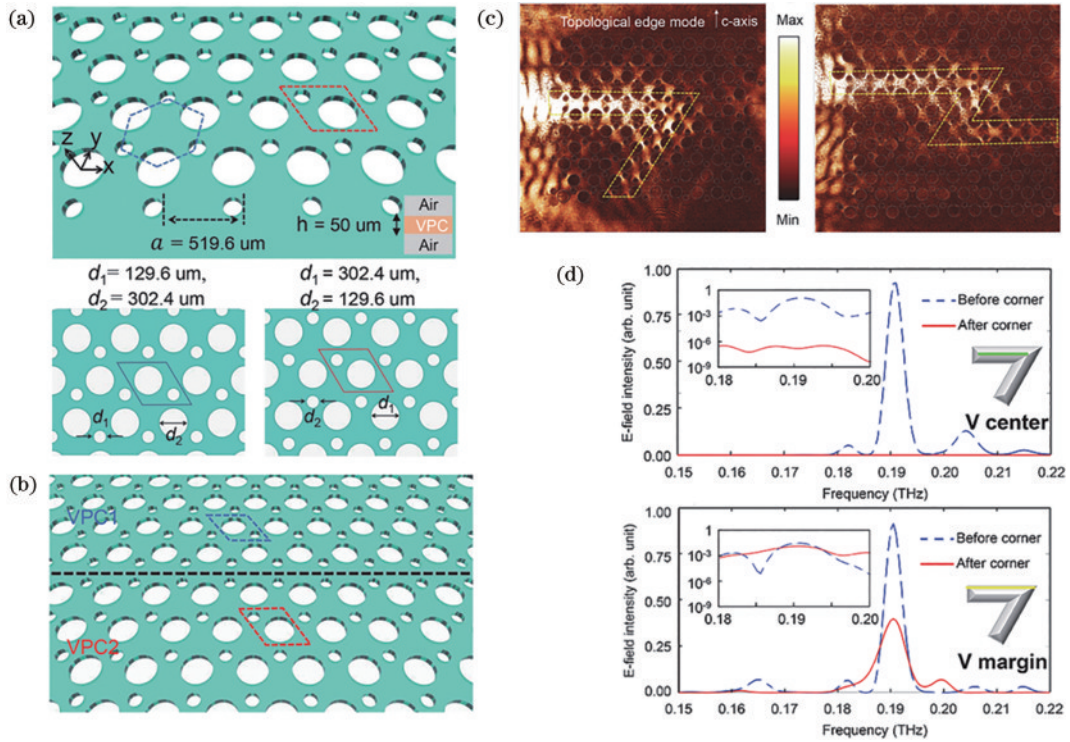 (a)
z
y
x
a = 519.6 um
h = 50 um
Air
VPC
Air
d₁= 129.6 um,
d₂= 302.4 um
d₁= 302.4 um,
d₂= 129.6 um
d₁
d₂
d₂
d₁
(b)
VPC1
VPC2
(c)
Topological edge mode
c-axis
Max
Min
(d)
E-field intensity (arb. unit)
1.00
0.75
0.50
0.25
0.00
0.15 0.16 0.17 0.18 0.19 0.20 0.21 0.22
Frequency (THz)
1
10⁻³
10⁻⁶
10⁻⁹
0.18 0.19 0.20
Before corner
After corner
V center
E-field intensity (arb. unit)
1.00
0.75
0.50
0.25
0.00
0.15 0.16 0.17 0.18 0.19 0.20 0.21 0.22
Frequency (THz)
1
10⁻³
10⁻⁶
10⁻⁹
0.18 0.19 0.20
Before corner
After corner
V margin